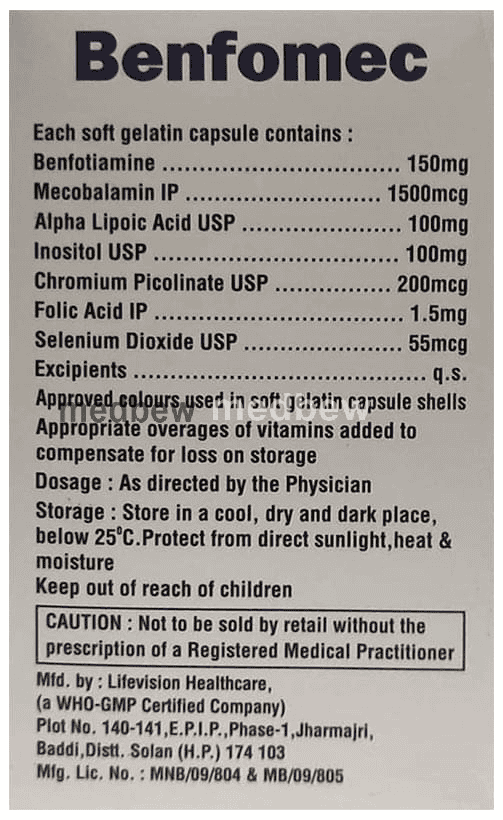 Benfomec
Each soft gelatin capsule contains :
Benfotiamine ................................. 150mg
Mecobalamin IP ............................... 1500mcg
Alpha Lipoic Acid USP ...................... 100mg
Inositol USP .................................. 100mg
Chromium Picolinate USP ................ 200mcg
Folic Acid IP ................................... 1.5mg
Selenium Dioxide USP ...................... 55mcg
Excipients ......................................... q.s.
Approved colours used in soft gelatin capsule shells
medbew medbew
Appropriate overages of vitamins added to
compensate for loss on storage
Dosage : As directed by the Physician
Storage : Store in a cool, dry and dark place,
below 25°C.Protect from direct sunlight,heat &
moisture
Keep out of reach of children
CAUTION : Not to be sold by retail without the
prescription of a Registered Medical Practitioner
Mfd. by : Lifevision Healthcare,
(a WHO-GMP Certified Company)
Plot No. 140-141,E.P.I.P.,Phase-1,Jharmajri,
Baddi,Distt. Solan (H.P.) 174 103
Mfg. Lic. No. : MNB/09/804 & MB/09/805